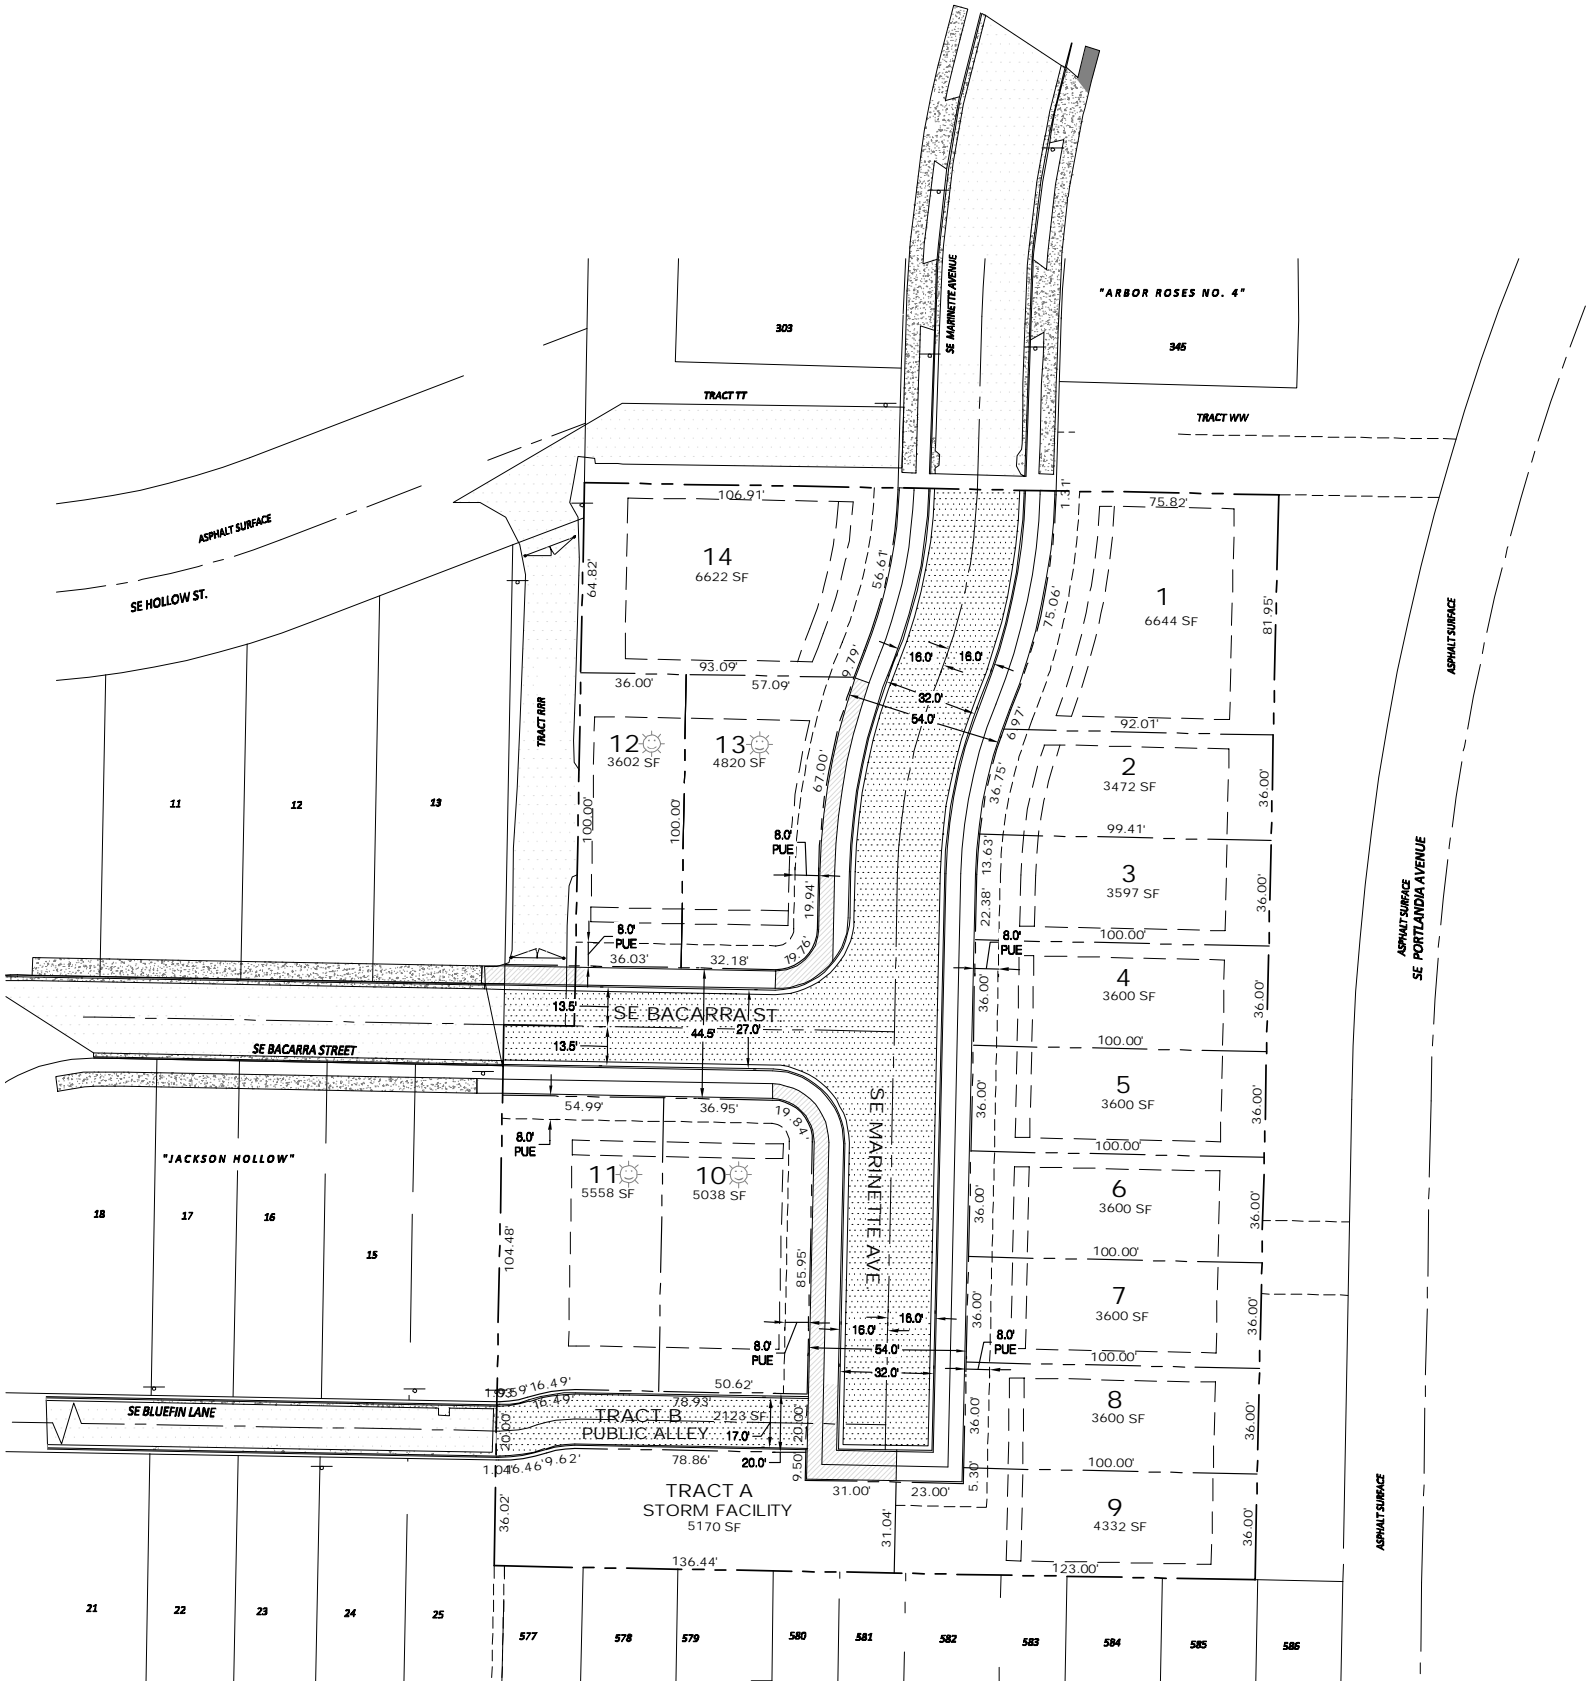 "ARBOR ROSES NO. 4"
303
345
SE MARINETTE AVENUE
TRACT TT
TRACT WW
106.91'
75.82'
1.31'
ASPHALT SURFACE
SE HOLLOW ST.
14
6622 SF
64.82'
56.61'
75.06'
1
6644 SF
81.95'
ASPHALT SURFACE
16.0'
16.0'
9.79'
93.09'
36.00'
57.09'
32.0'
54.0'
6.97'
92.01'
TRACT RRR
12
3602 SF
13
4820 SF
67.00'
36.75'
2
3472 SF
36.00'
11
12
13
100.00'
100.00'
8.0'
PUE
99.41'
13.63'
3
3597 SF
36.00'
19.94'
22.38'
ASPHALT SURFACE
SE PORTLANDIA AVENUE
8.0'
PUE
36.03'
32.18'
19.76'
100.00'
8.0'
PUE
36.00'
4
3600 SF
36.00'
13.5'
SE BACARRA ST
44.5'
27.0'
13.5'
SE BACARRA STREET
100.00'
5
3600 SF
36.00'
36.00'
54.99'
36.95'
19.84'
8.0'
PUE
SE MARINETTE AVE
100.00'
"JACKSON HOLLOW"
11
5558 SF
10
5038 SF
6
3600 SF
36.00'
36.00'
18
17
16
15
104.48'
85.95'
100.00'
7
3600 SF
36.00'
36.00'
16.0'
16.0'
8.0'
PUE
54.0'
32.0'
8.0'
PUE
100.00'
16.49'
50.62'
16.49'
78.93'
8
3600 SF
36.00'
36.00'
SE BLUEFIN LANE
20.00'
TRACT B
2123 SF
PUBLIC ALLEY
17.0'
20.00'
20.0'
1.04'
6.46'
9.62'
78.86'
9.50'
100.00'
5.30'
TRACT A
STORM FACILITY
5170 SF
31.00'
23.00'
36.02'
31.04'
9
4332 SF
36.00'
ASPHALT SURFACE
136.44'
123.00'
21
22
23
24
25
577
578
579
580
581
582
583
584
585
586